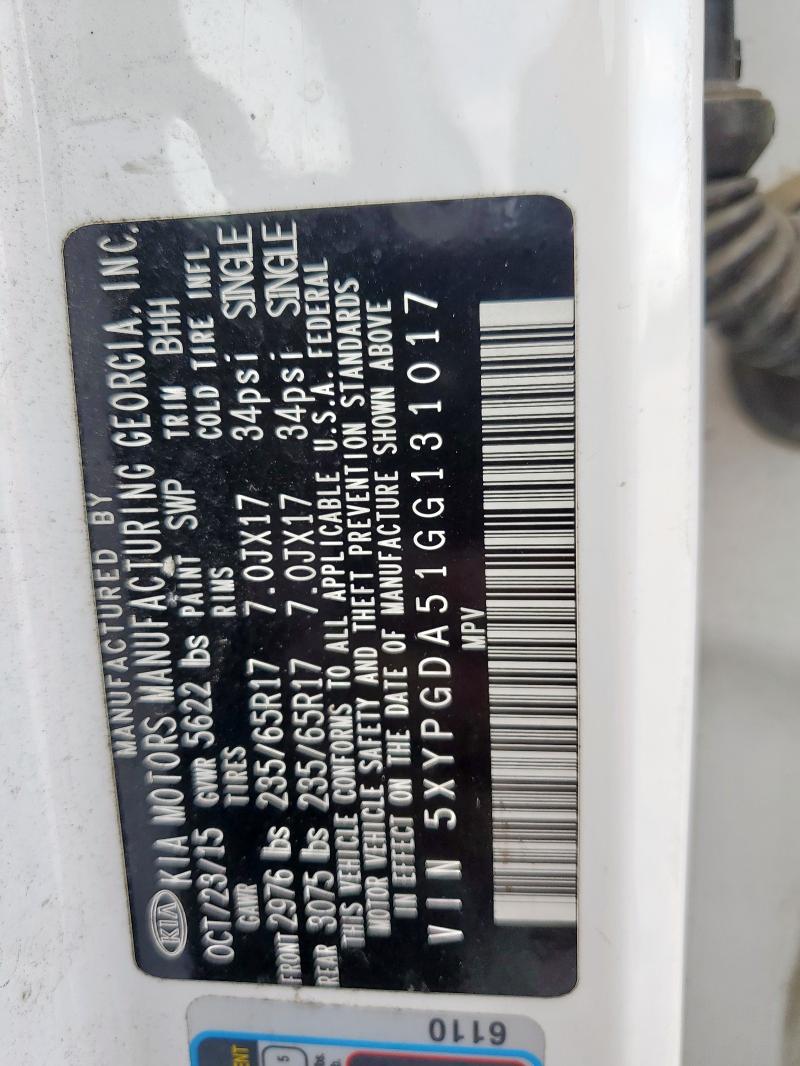 MANUFACTURED BY
KIA KIA MOTORS MANUFACTURING GEORGIA, INC.
OCT/23/15 GVWR 5622 lbs PAINT SWP TRIM BHH
GAWR TIRES RIMS COLD TIRE INFL
FRONT 2976 lbs 235/65R17 7.0JX17 34psi SINGLE
REAR 3075 lbs 235/65R17 7.0JX17 34psi SINGLE
THIS VEHICLE CONFORMS TO ALL APPLICABLE U.S.A. FEDERAL
MOTOR VEHICLE SAFETY AND THEFT PREVENTION STANDARDS
IN EFFECT ON THE DATE OF MANUFACTURE SHOWN ABOVE
VIN 5XYPGDA51GG131017
MPV
6110
5